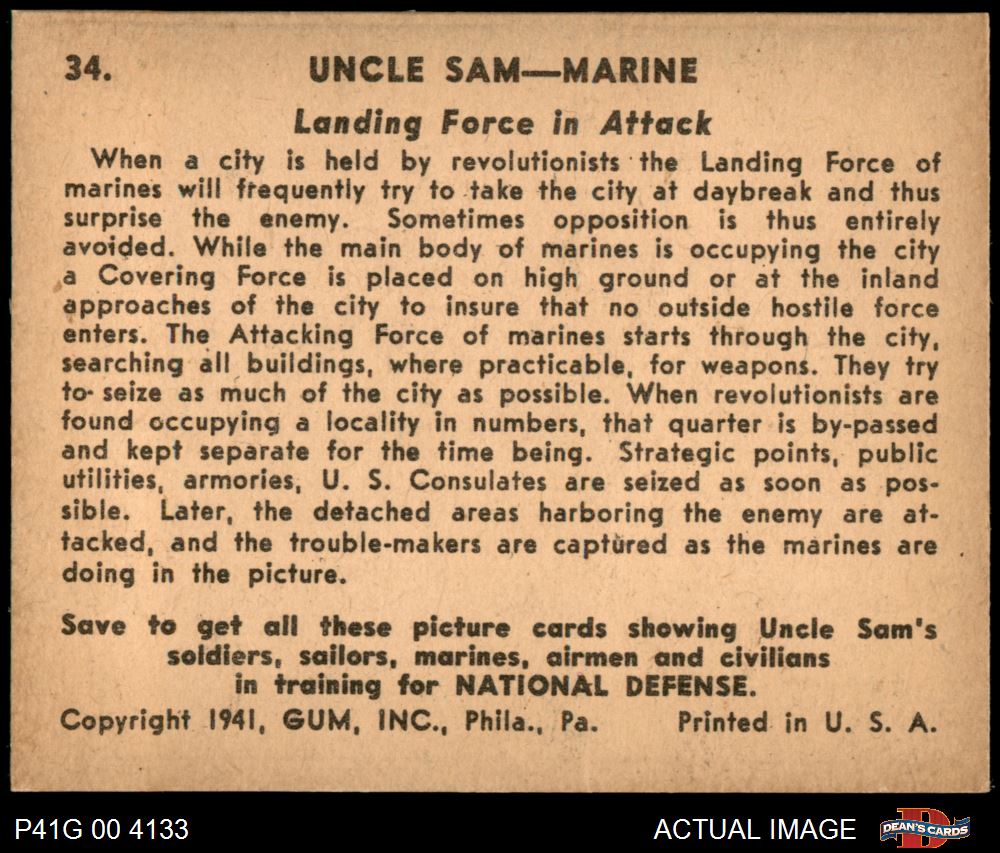 34. UNCLE SAM—MARINE
Landing Force in Attack
When a city is held by revolutionists the Landing Force of
marines will frequently try to take the city at daybreak and thus
surprise the enemy. Sometimes opposition is thus entirely
avoided. While the main body of marines is occupying the city
a Covering Force is placed on high ground or at the inland
approaches of the city to insure that no outside hostile force
enters. The Attacking Force of marines starts through the city,
searching all buildings, where practicable, for weapons. They try
to seize as much of the city as possible. When revolutionists are
found occupying a locality in numbers, that quarter is by-passed
and kept separate for the time being. Strategic points, public
utilities, armories, U. S. Consulates are seized as soon as pos-
sible. Later, the detached areas harboring the enemy are at-
tacked, and the trouble-makers are captured as the marines are
doing in the picture.
Save to get all these picture cards showing Uncle Sam's
soldiers, sailors, marines, airmen and civilians
in training for NATIONAL DEFENSE.
Copyright 1941, GUM, INC., Phila., Pa. Printed in U. S. A.
P41G 00 4133 ACTUAL IMAGE DEAN'S CARDS